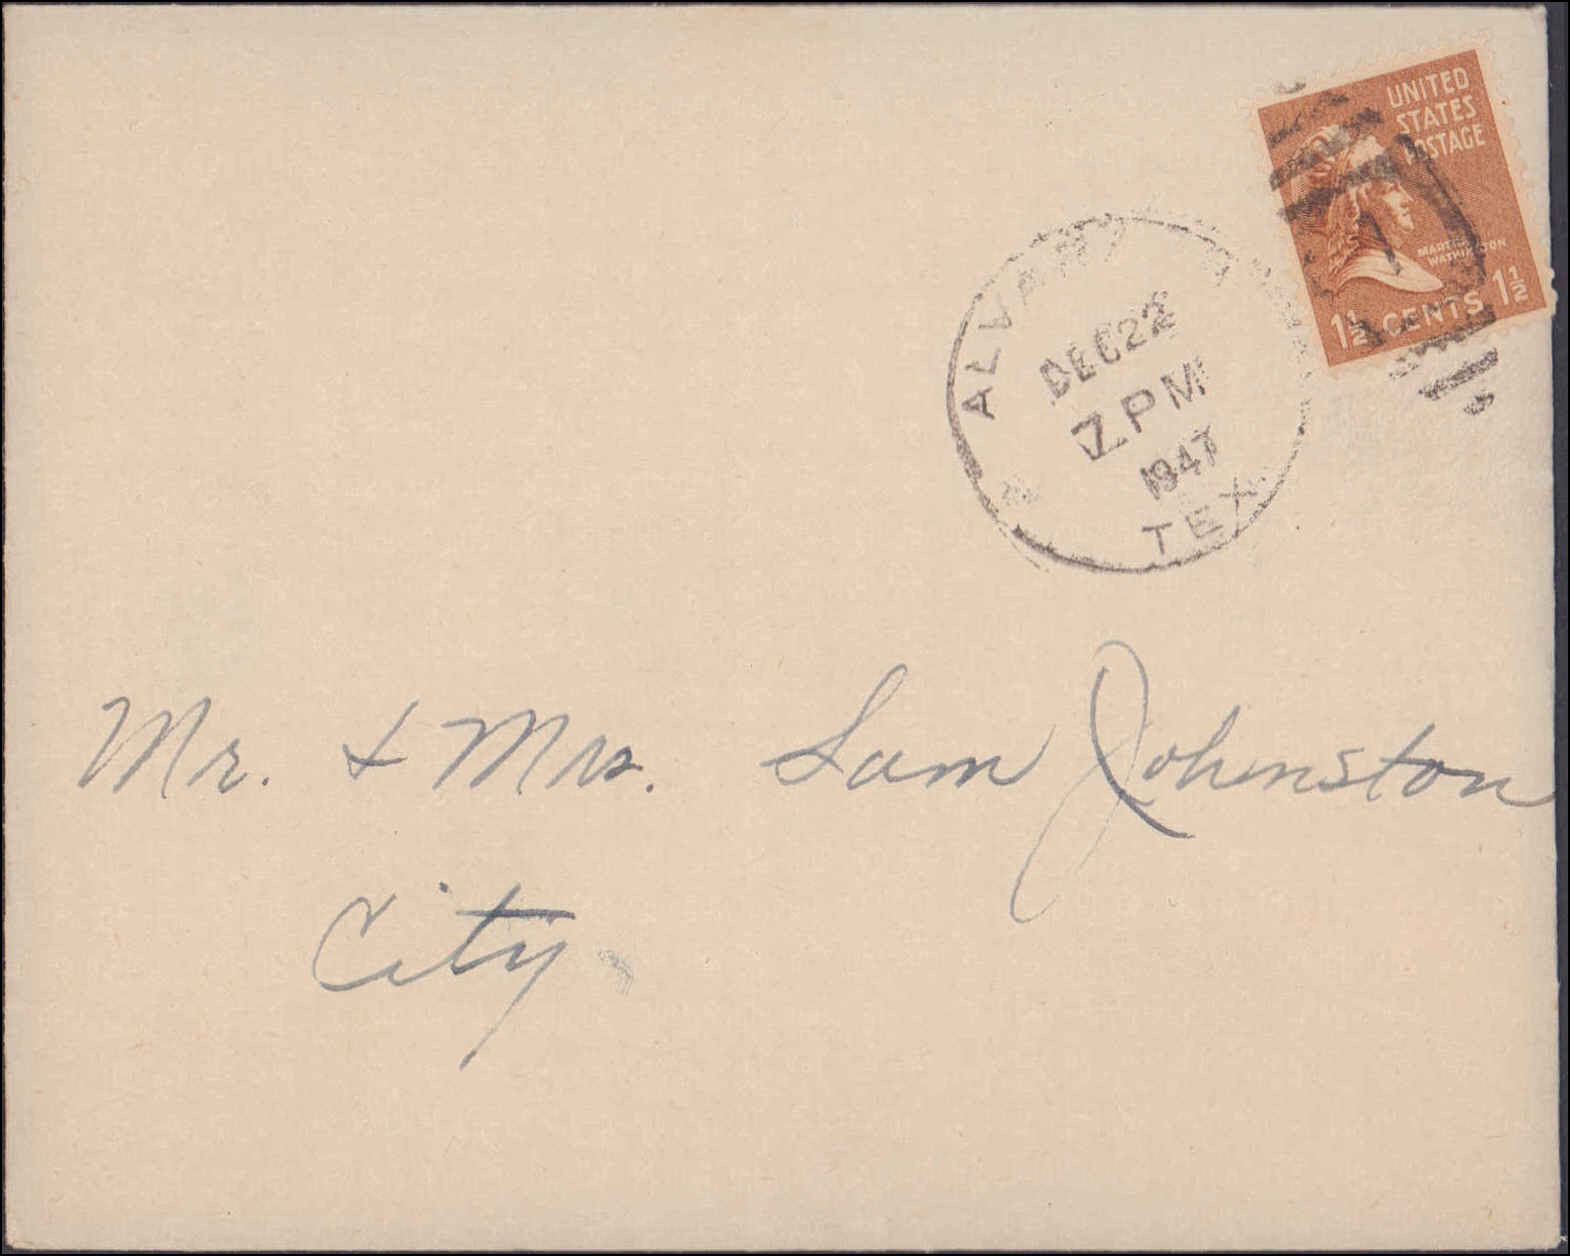 UNITED
STATES
POSTAGE
MARTHA
WASHINGTON
1½ CENTS 1½
DEC 22
7 PM
1947
TEX
Mr. & Mrs. Sam Johnston
City